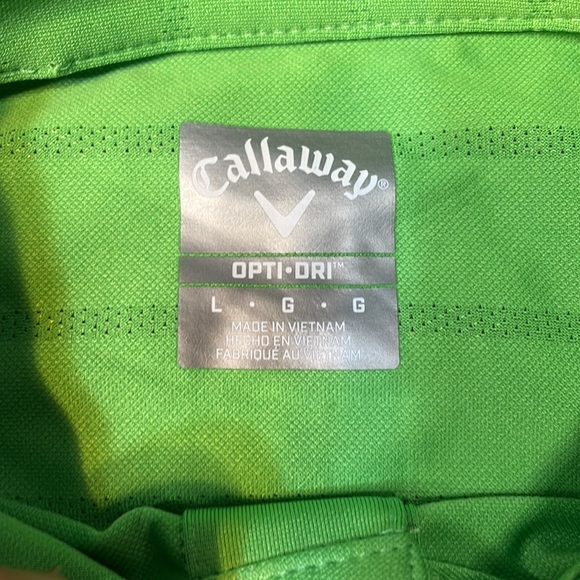 Callaway®
OPTI•DRI™
L • G • G
MADE IN VIETNAM
HECHO EN VIETNAM
FABRIQUÉ AU VIETNAM